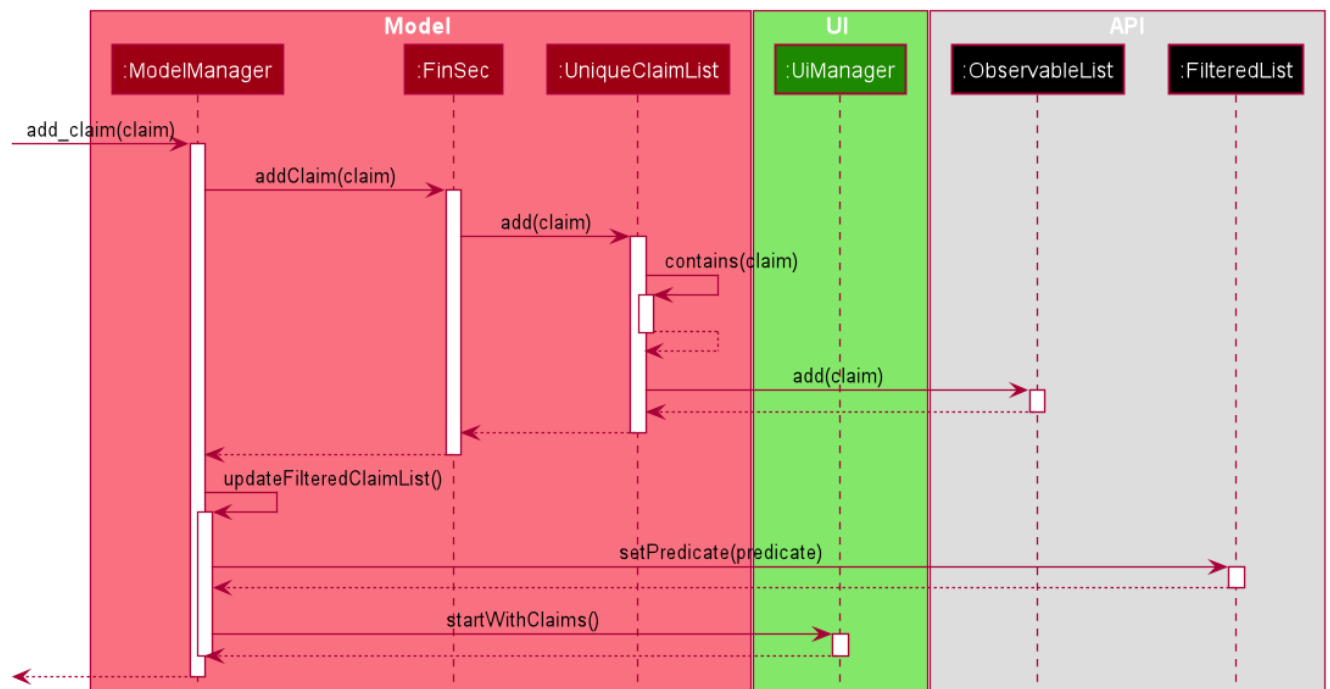 Model
UI
API
:ModelManager
:FinSec
:UniqueClaimList
:UiManager
:ObservableList
:FilteredList
add_claim(claim)
addClaim(claim)
add(claim)
contains(claim)
add(claim)
updateFilteredClaimList()
setPredicate(predicate)
startWithClaims()